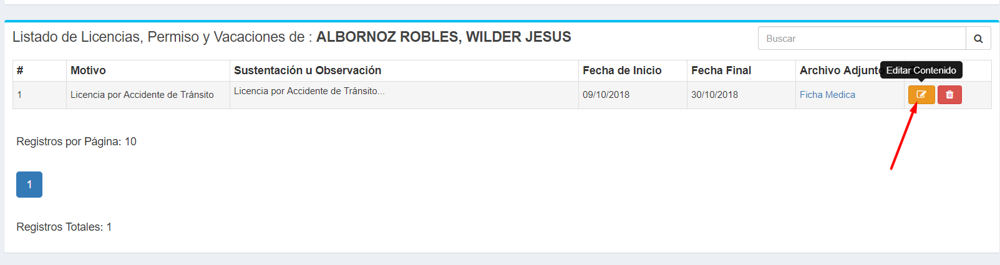 Listado de Licencias, Permiso y Vacaciones de : ALBORNOZ ROBLES, WILDER JESUS
Buscar
Editar Contenido
# Motivo Sustentación u Observación Fecha de Inicio Fecha Final Archivo Adjunto
1 Licencia por Accidente de Tránsito Licencia por Accidente de Tránsito... 09/10/2018 30/10/2018 Ficha Medica
Registros por Página: 10
1
Registros Totales: 1